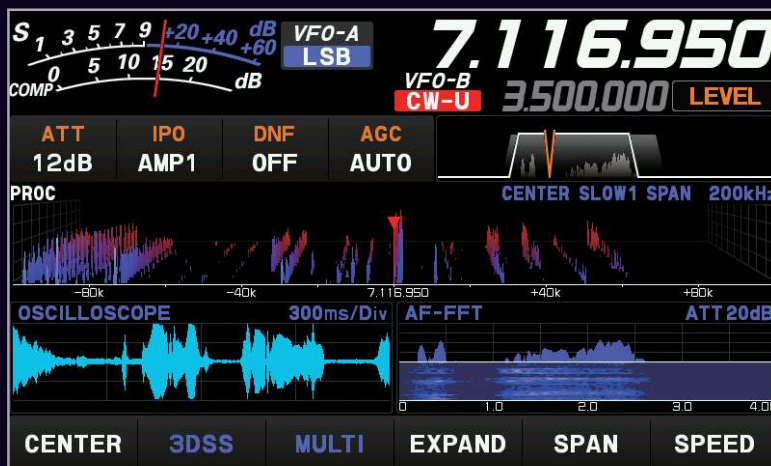 S 1 3 5 7 9 +20 +40 +60 dB
COMP 0 5 10 15 20 dB
VFO-A
LSB
7.116.950
VFO-B
CW-U
3.500.000
LEVEL
ATT IPO DNF AGC
12dB AMP1 OFF AUTO
PROC
CENTER SLOW1 SPAN 200kHz
-80k -40k 7.116.950 +40k +80k
OSCILLOSCOPE 300ms/Div
AF-FFT ATT 20dB
0 1.0 2.0 3.0 4.0
CENTER 3DSS MULTI EXPAND SPAN SPEED